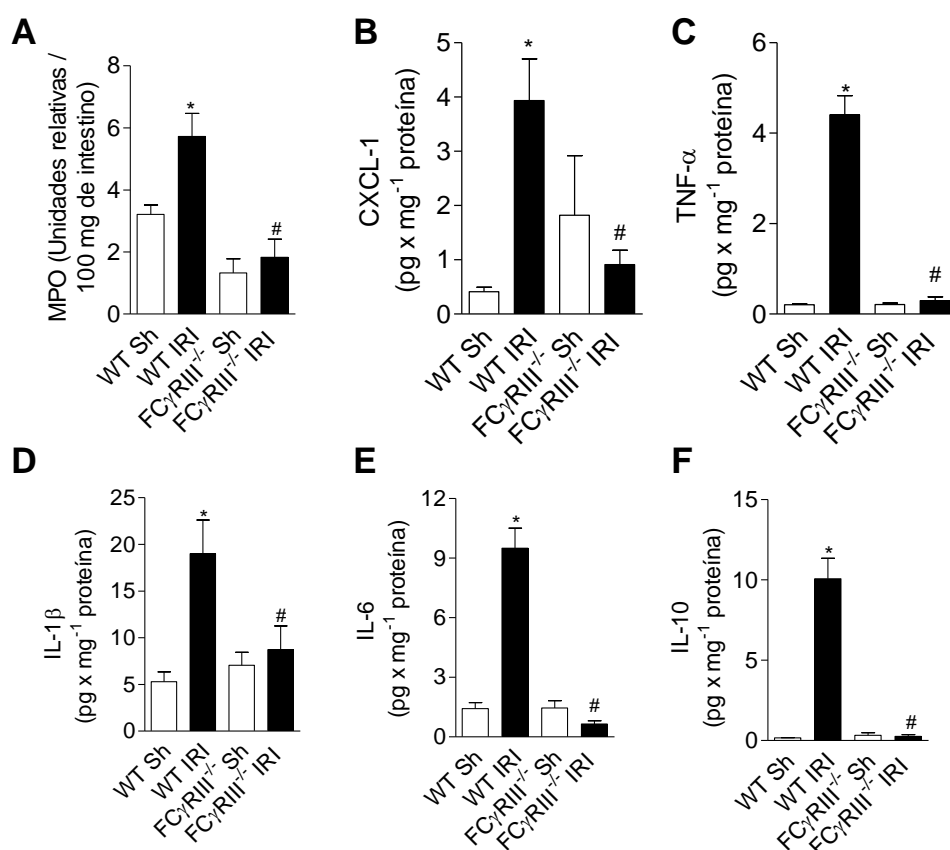 A
MPO (Unidades relativas /
100 mg de intestino)
8
6
4
2
0
*
#
WT Sh
WT IRI
FCγRIII-/- Sh
FCγRIII-/- IRI
B
CXCL-1
(pg x mg-1 proteína)
5
4
3
2
1
0
*
#
WT Sh
WT IRI
FCγRIII-/- Sh
FCγRIII-/- IRI
C
TNF-α
(pg x mg-1 proteína)
6
4
2
0
*
#
WT Sh
WT IRI
FCγRIII-/- Sh
FCγRIII-/- IRI
D
IL-1β
(pg x mg-1 proteína)
25
20
15
10
5
0
*
#
WT Sh
WT IRI
FCγRIII-/- Sh
FCγRIII-/- IRI
E
IL-6
(pg x mg-1 proteína)
12
9
6
3
0
*
#
WT Sh
WT IRI
FCγRIII-/- Sh
FCγRIII-/- IRI
F
IL-10
(pg x mg-1 proteína)
15
10
5
0
*
#
WT Sh
WT IRI
FCγRIII-/- Sh
FCγRIII-/- IRI